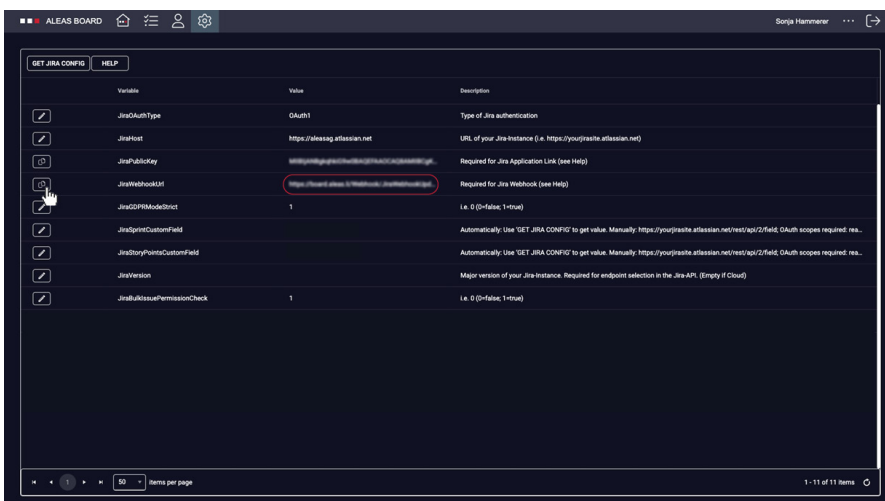 ALEAS BOARD
Sonja Hammerer ···
GET JIRA CONFIG HELP
Variable Value Description
JiraOAuthType OAuth1 Type of Jira authentication
JiraHost https://aleasag.atlassian.net URL of your Jira-Instance (i.e. https://yourjirasite.atlassian.net)
JiraPublicKey Required for Jira Application Link (see Help)
JiraWebhookUrl Required for Jira Webhook (see Help)
JiraGDPRModeStrict 1 i.e. 0 (0=false; 1=true)
JiraSprintCustomField Automatically: Use 'GET JIRA CONFIG' to get value. Manually: https://yourjirasite.atlassian.net/rest/api/2/field; OAuth scopes required: rea...
JiraStoryPointsCustomField Automatically: Use 'GET JIRA CONFIG' to get value. Manually: https://yourjirasite.atlassian.net/rest/api/2/field; OAuth scopes required: rea...
JiraVersion Major version of your Jira-Instance. Required for endpoint selection in the Jira-API. (Empty if Cloud)
JiraBulkIssuePermissionCheck 1 i.e. 0 (0=false; 1=true)
1 50 items per page 1 - 11 of 11 items